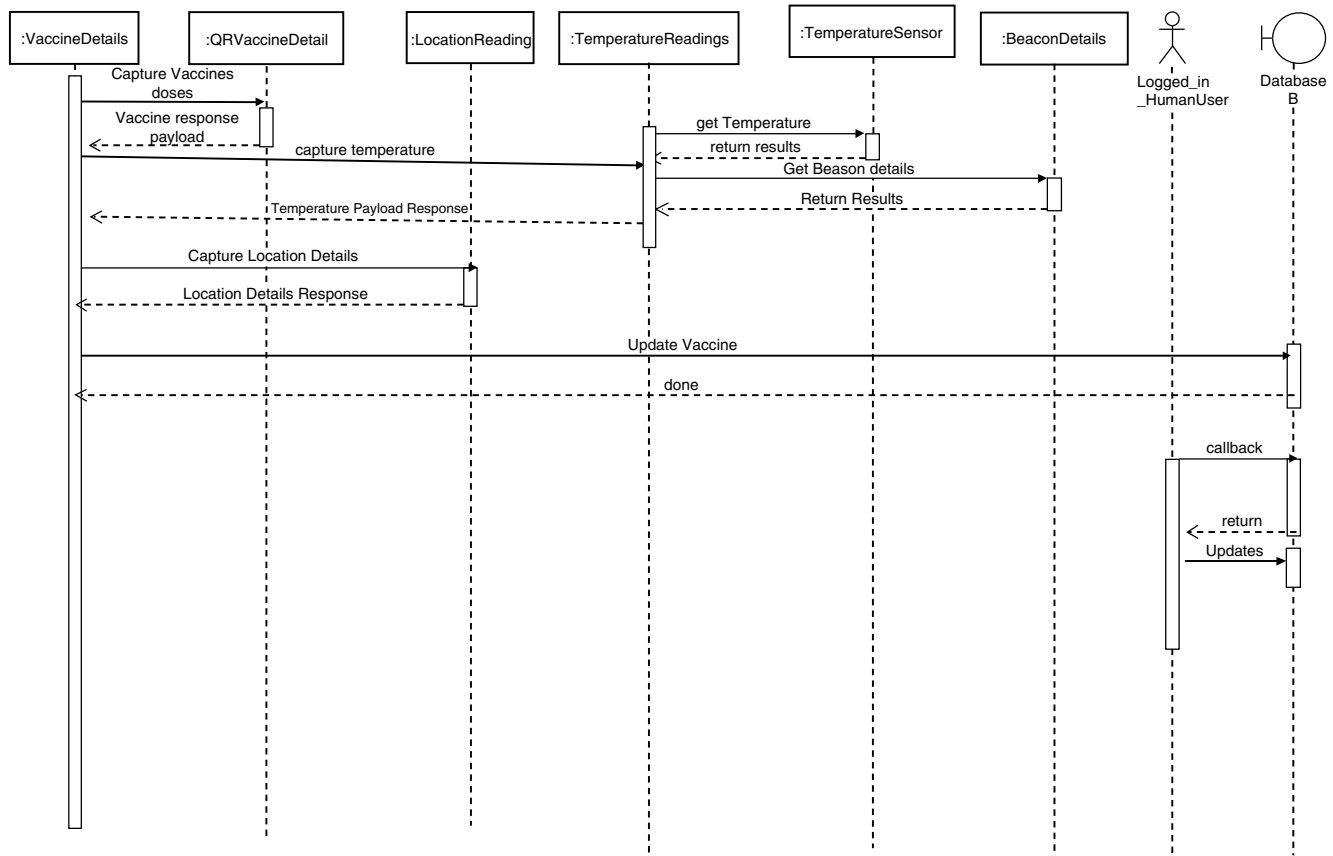 :VaccineDetails
:QRVaccineDetail
:LocationReading
:TemperatureReadings
:TemperatureSensor
:BeaconDetails
Logged_in
_HumanUser
Database
B
Capture Vaccines
doses
Vaccine response
payload
get Temperature
capture temperature
return results
Get Beason details
Return Results
Temperature Payload Response
Capture Location Details
Location Details Response
Update Vaccine
done
callback
return
Updates